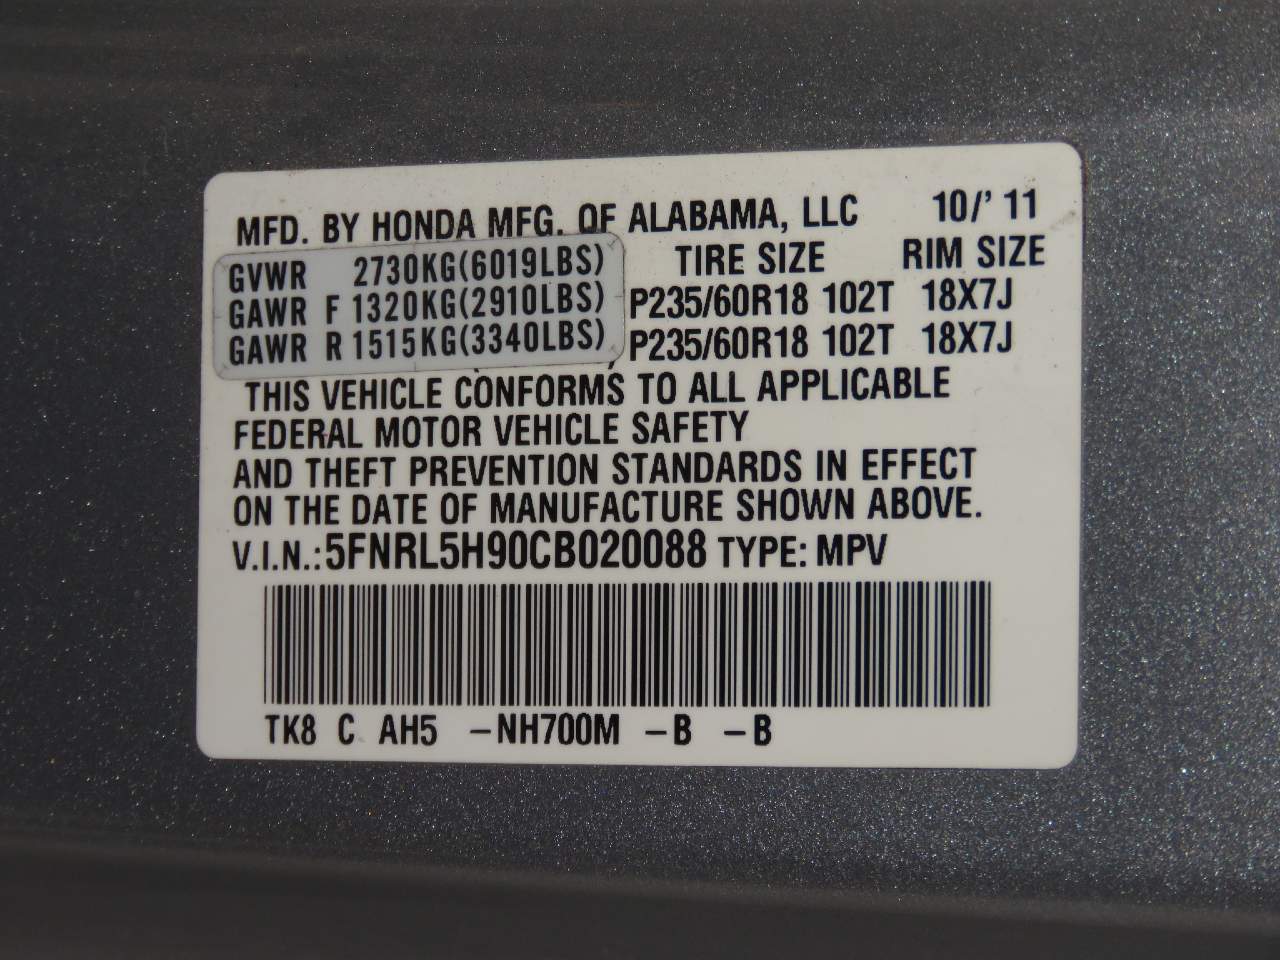 MFD. BY HONDA MFG. OF ALABAMA, LLC 10/' 11
GVWR 2730KG(6019LBS) TIRE SIZE RIM SIZE
GAWR F 1320KG(2910LBS) P235/60R18 102T 18X7J
GAWR R 1515KG(3340LBS) P235/60R18 102T 18X7J
THIS VEHICLE CONFORMS TO ALL APPLICABLE
FEDERAL MOTOR VEHICLE SAFETY
AND THEFT PREVENTION STANDARDS IN EFFECT
ON THE DATE OF MANUFACTURE SHOWN ABOVE.
V.I.N.: 5FNRL5H90CB020088 TYPE: MPV
TK8 C AH5 -NH700M -B -B